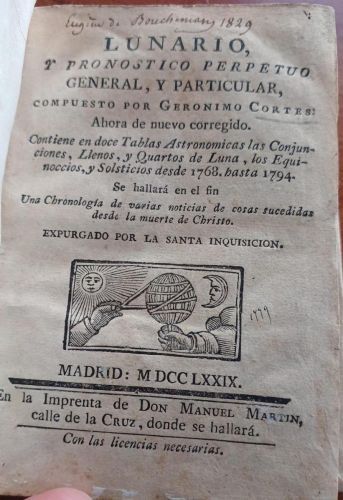 Eugène de Bouchemans 1829
LUNARIO,
Y PRONOSTICO PERPETUO
GENERAL, Y PARTICULAR,
COMPUESTO POR GERONIMO CORTES:
Ahora de nuevo corregido.
Contiene en doce Tablas Astronomicas las Conjun-
ciones, Llenos, y Quartos de Luna, los Equi-
noccios, y Solsticios desde 1768. hasta 1794.
Se hallará en el fin
Una Chronología de varias noticias de cosas sucedidas
desde la muerte de Christo.
EXPURGADO POR LA SANTA INQUISICION.
1779
MADRID: M DCC LXXIX.
En la Imprenta de DON MANUEL MARTIN,
calle de la CRUZ, donde se hallará.
Con las licencias necesarias.